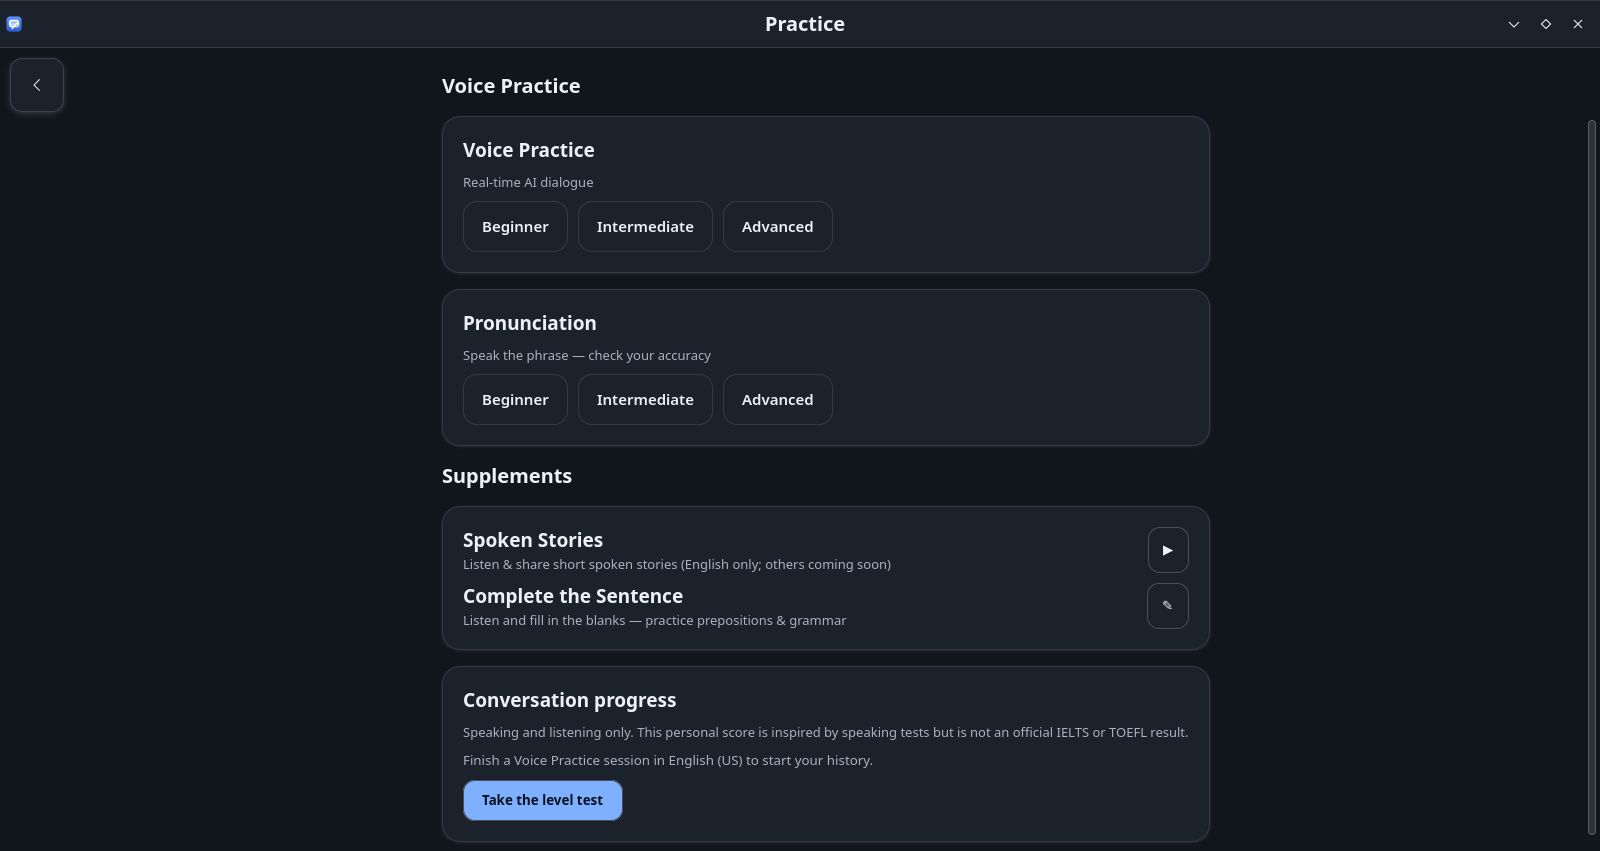 Practice
Voice Practice
Voice Practice
Real-time AI dialogue
Beginner
Intermediate
Advanced
Pronunciation
Speak the phrase — check your accuracy
Beginner
Intermediate
Advanced
Supplements
Spoken Stories
Listen & share short spoken stories (English only; others coming soon)
Complete the Sentence
Listen and fill in the blanks — practice prepositions & grammar
Conversation progress
Speaking and listening only. This personal score is inspired by speaking tests but is not an official IELTS or TOEFL result.
Finish a Voice Practice session in English (US) to start your history.
Take the level test